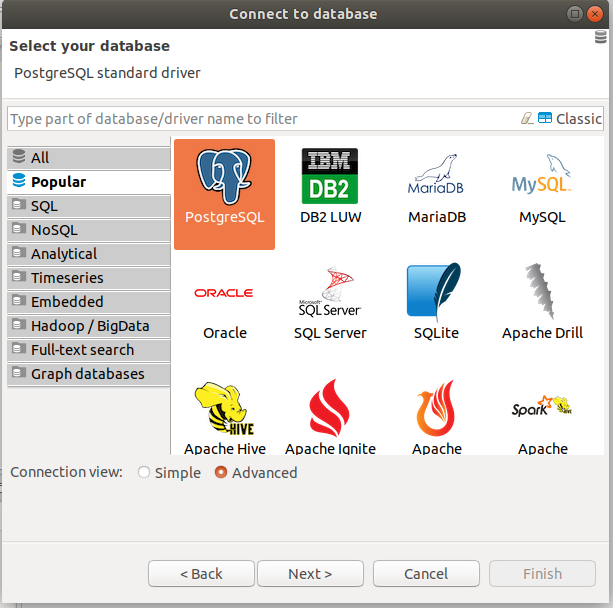 Connect to database
Select your database
PostgreSQL standard driver
Type part of database/driver name to filter
Classic
All
Popular
SQL
NoSQL
Analytical
Timeseries
Embedded
Hadoop / BigData
Full-text search
Graph databases
PostgreSQL
IBM
DB2
DB2 LUW
MariaDB
MariaDB
MySQL
MySQL
ORACLE
Oracle
Microsoft
SQL Server
SQL Server
SQLite
Apache Drill
HIVE
Apache Hive
Apache Ignite
Apache
Spark
HIVE
Apache
Connection view:
Simple
Advanced
< Back
Next >
Cancel
Finish